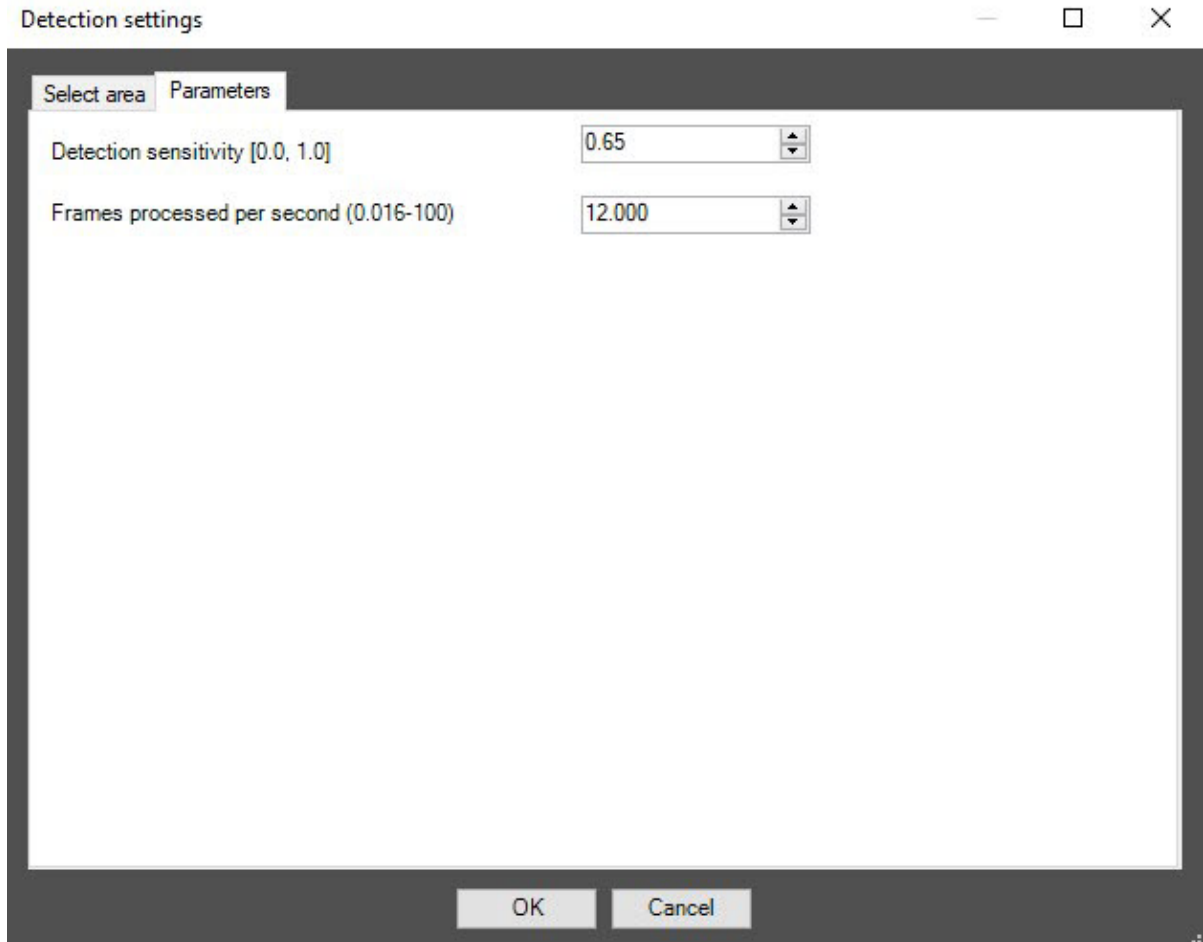 Detection settings
Select area Parameters
Detection sensitivity [0.0, 1.0] 0.65
Frames processed per second (0.016-100) 12.000
OK Cancel